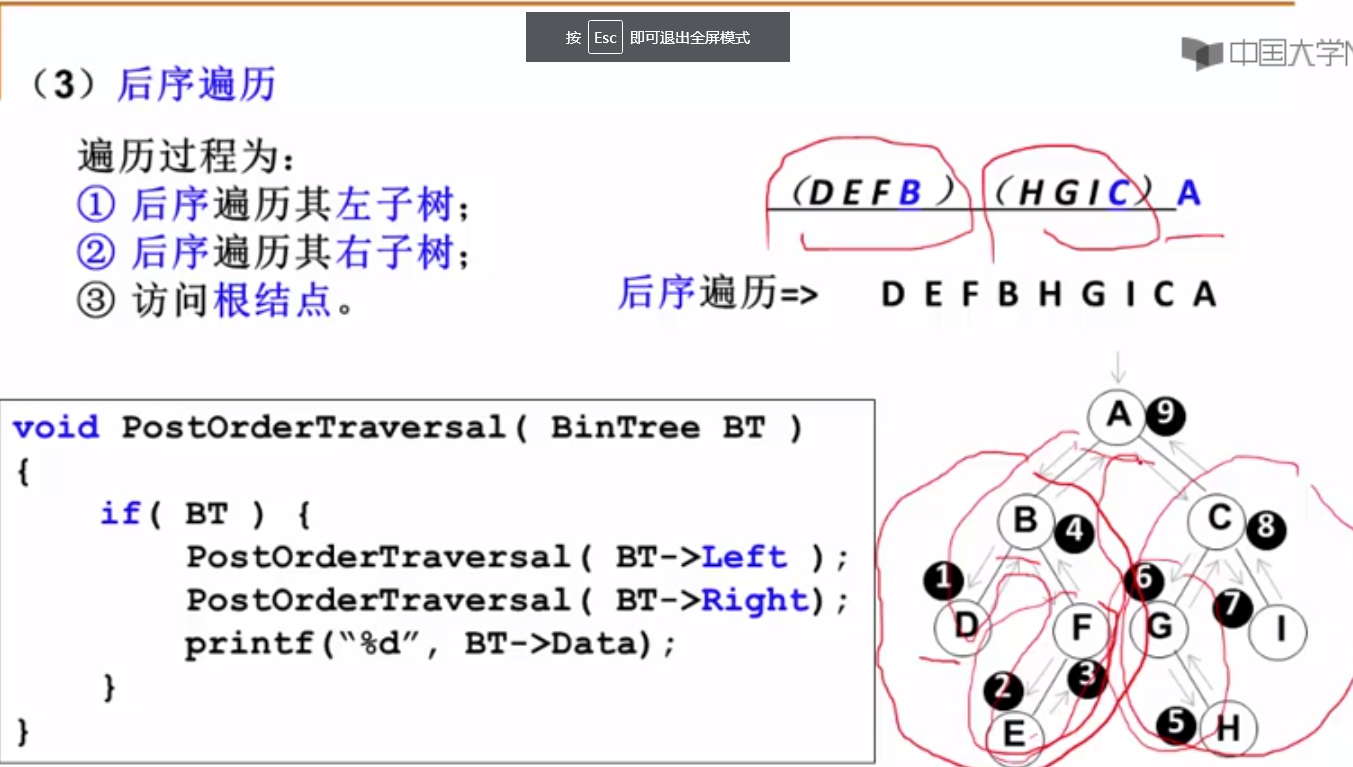 按 Esc 即可退出全屏模式
中国大学
（3）后序遍历
遍历过程为：
① 后序遍历其左子树；
② 后序遍历其右子树；
③ 访问根结点。
（D E F B ）（ H G I C ） A
后序遍历=> D E F B H G I C A
void PostOrderTraversal( BinTree BT )
{
if( BT ) {
PostOrderTraversal( BT->Left );
PostOrderTraversal( BT->Right);
printf(“%d”, BT->Data);
}
}
A 9
B 4 C 8
1 6 7
D F G I
2 3
E 5 H